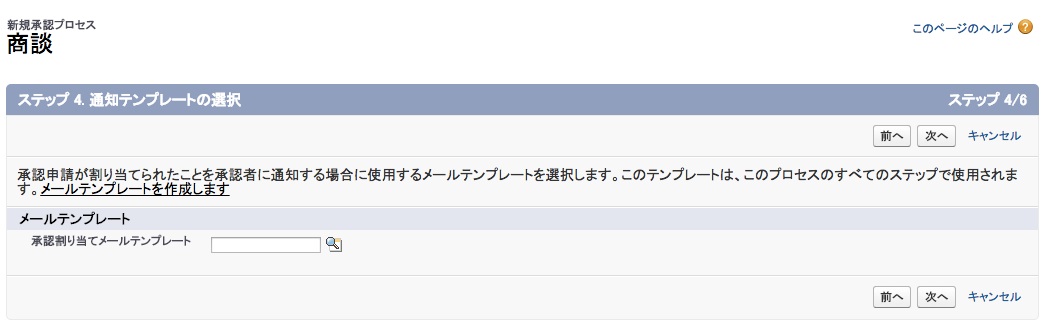 新規承認プロセス
商談
このページのヘルプ ?
ステップ 4. 通知テンプレートの選択 ステップ 4/6
前へ 次へ キャンセル
承認申請が割り当てられたことを承認者に通知する場合に使用するメールテンプレートを選択します。このテンプレートは、このプロセスのすべてのステップで使用されま
す。メールテンプレートを作成します
メールテンプレート
承認割り当てメールテンプレート
前へ 次へ キャンセル